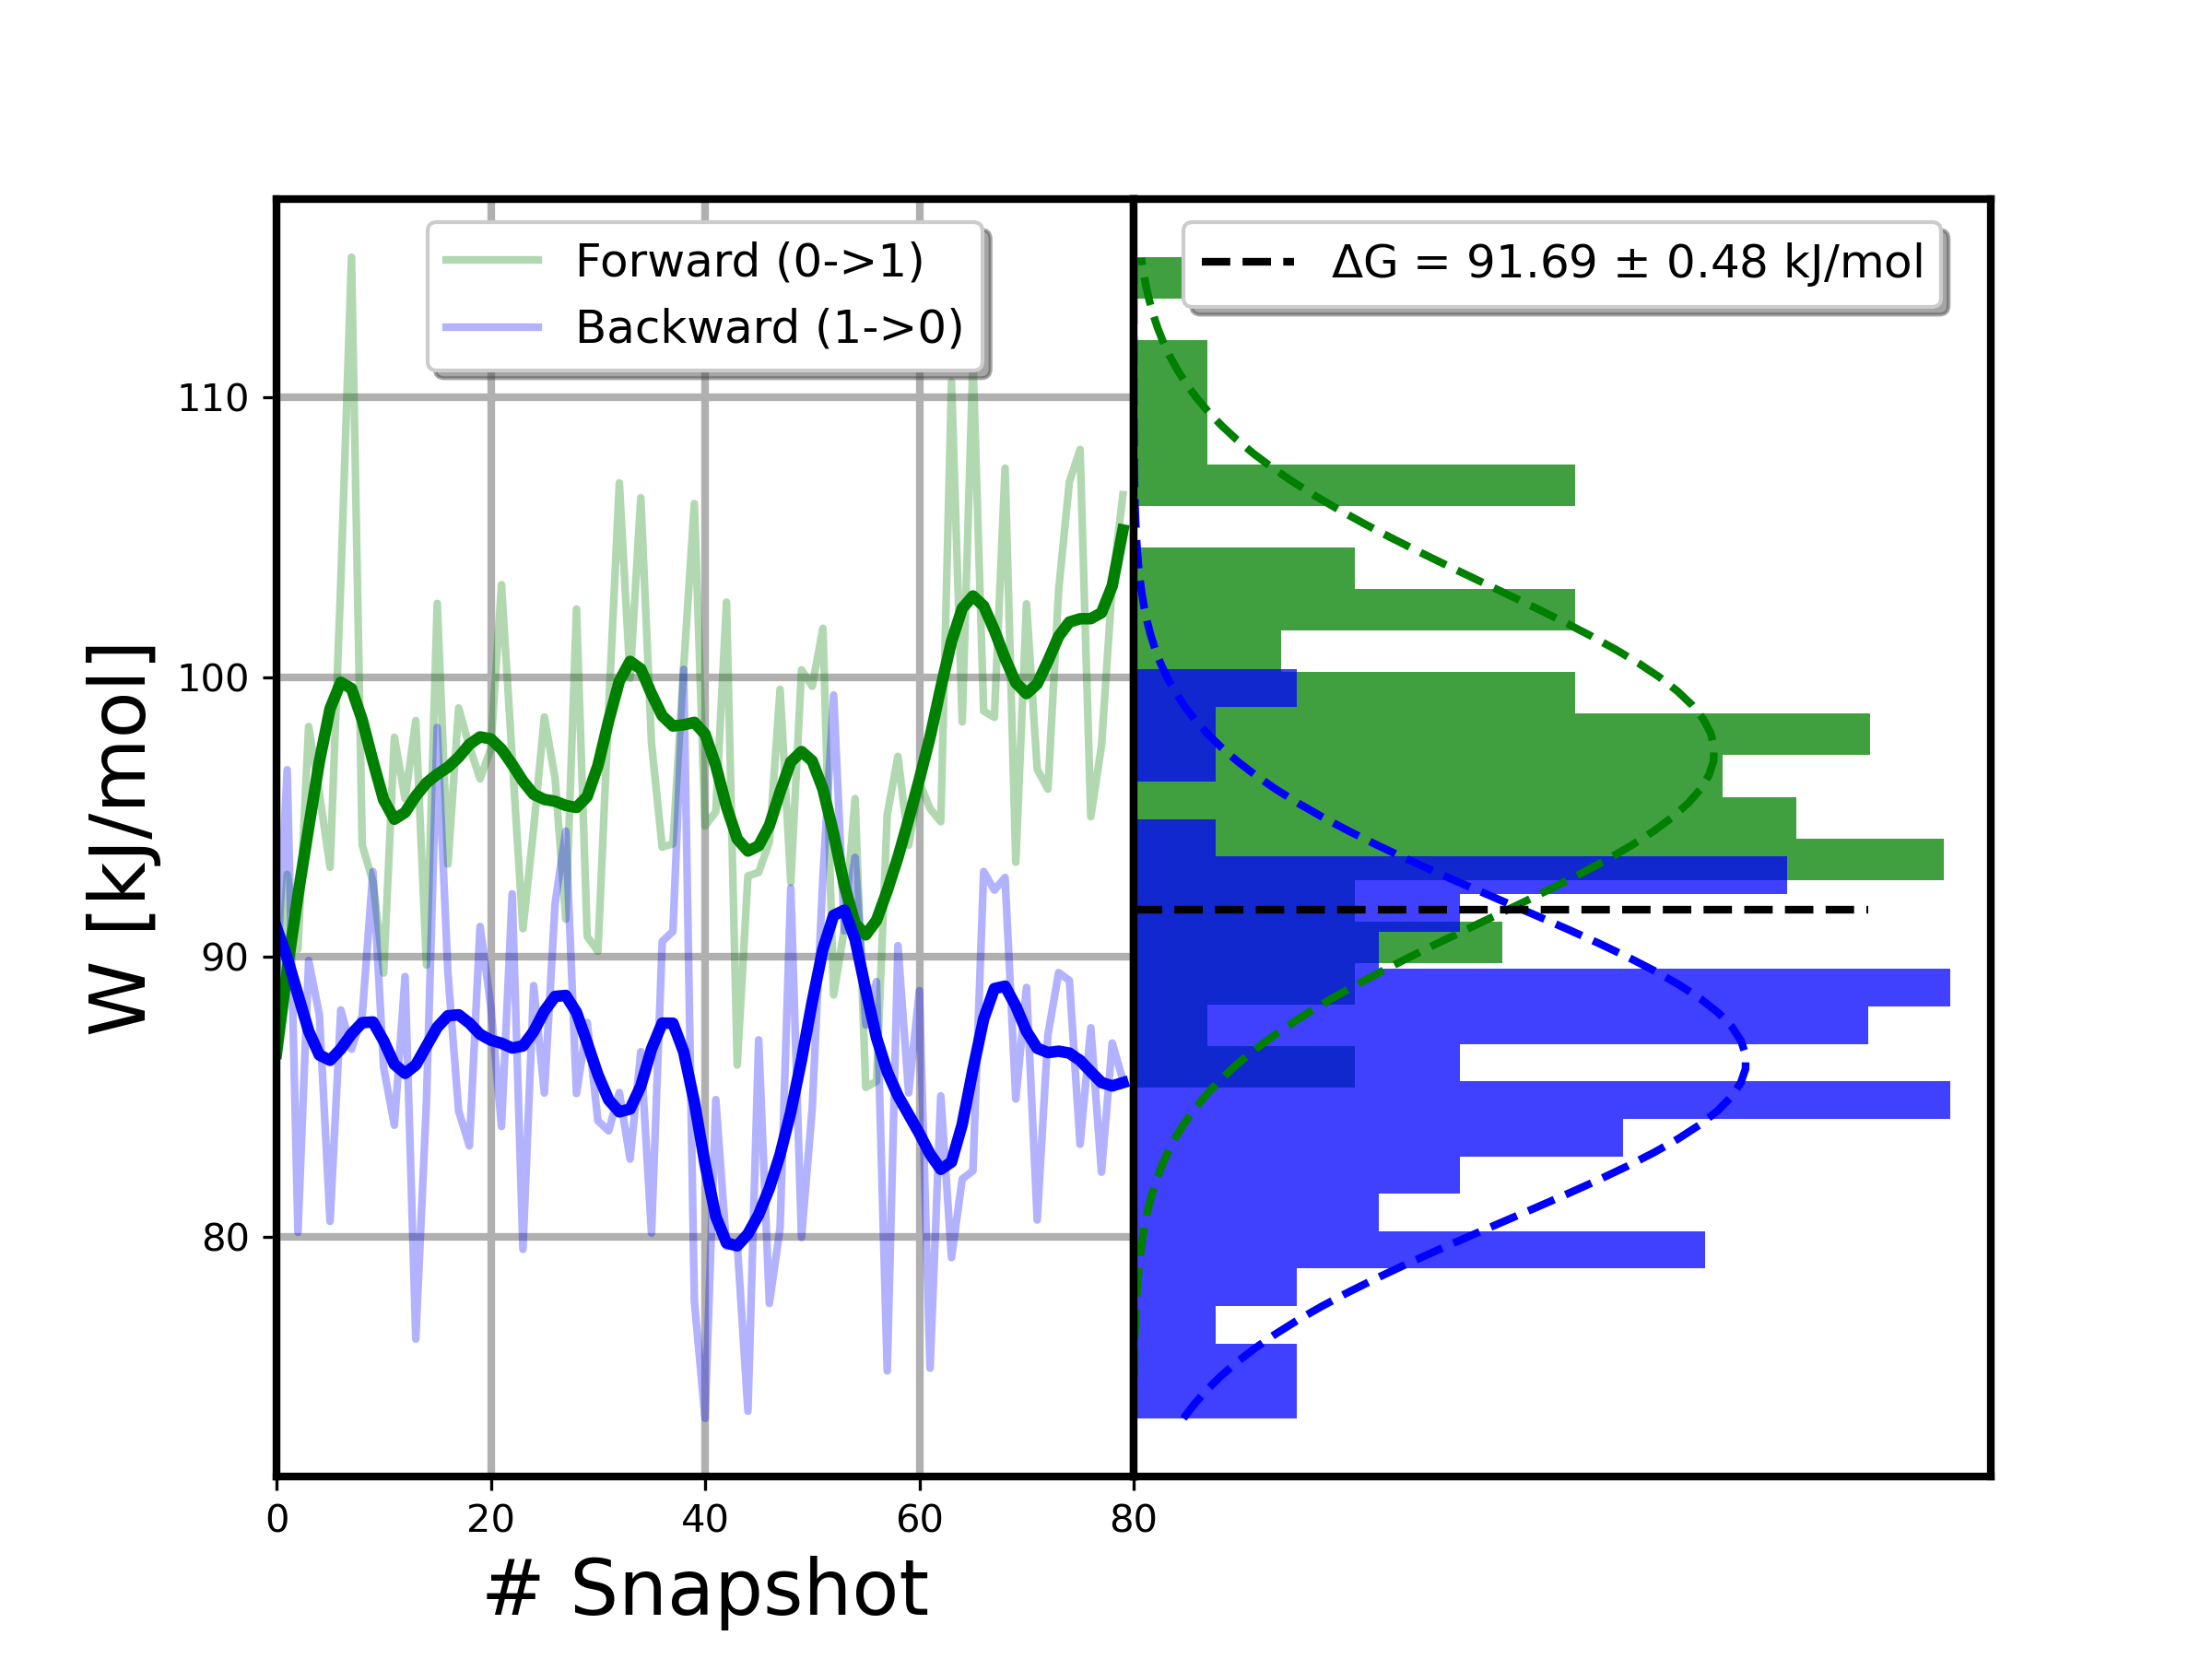 Forward (0->1)
Backward (1->0)
ΔG = 91.69 ± 0.48 kJ/mol
W [kJ/mol]
110
100
90
80
0 20 40 60 80
# Snapshot